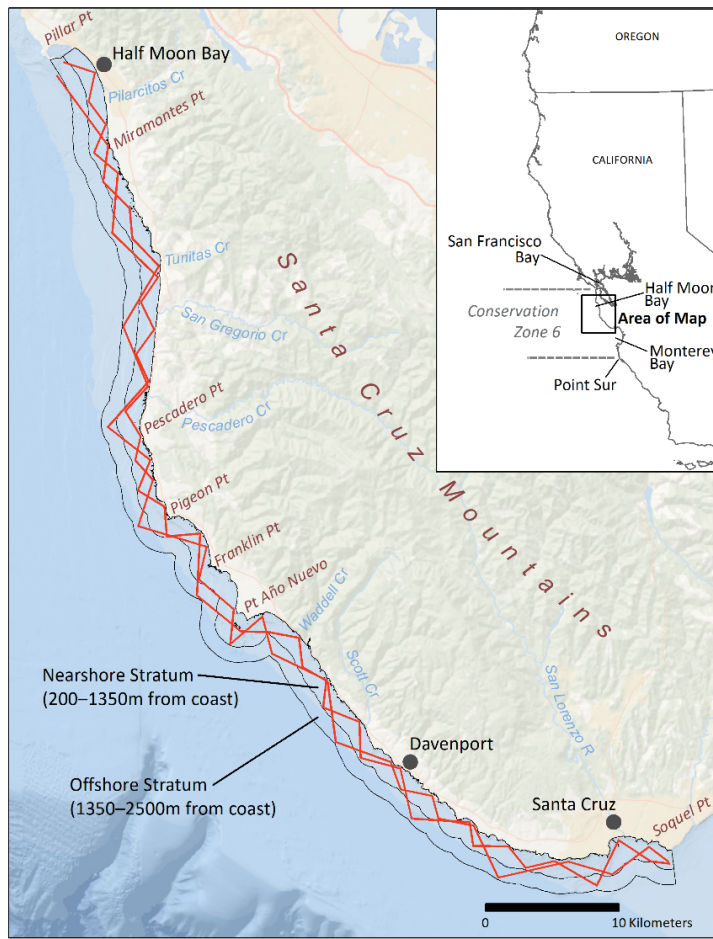 Pillar Pt
Half Moon Bay
Pilarcitos Cr
Miramontes Pt
Tunitas Cr
San Gregorio Cr
Pescadero Pt
Pescadero Cr
Pigeon Pt
Franklin Pt
Pt Año Nuevo
Waddell Cr
Scott Cr
San Lorenzo R
Santa Cruz Mountains
Nearshore Stratum
(200–1350m from coast)
Offshore Stratum
(1350–2500m from coast)
Davenport
Santa Cruz
Soquel Pt
0
10 Kilometers
OREGON
CALIFORNIA
San Francisco
Bay
Half Moon
Bay
Conservation
Zone 6
Area of Map
Monterey
Bay
Point Sur